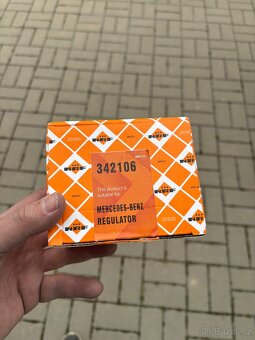 342106
This product is
suitable for:
MERCEDES-BENZ
REGULATOR